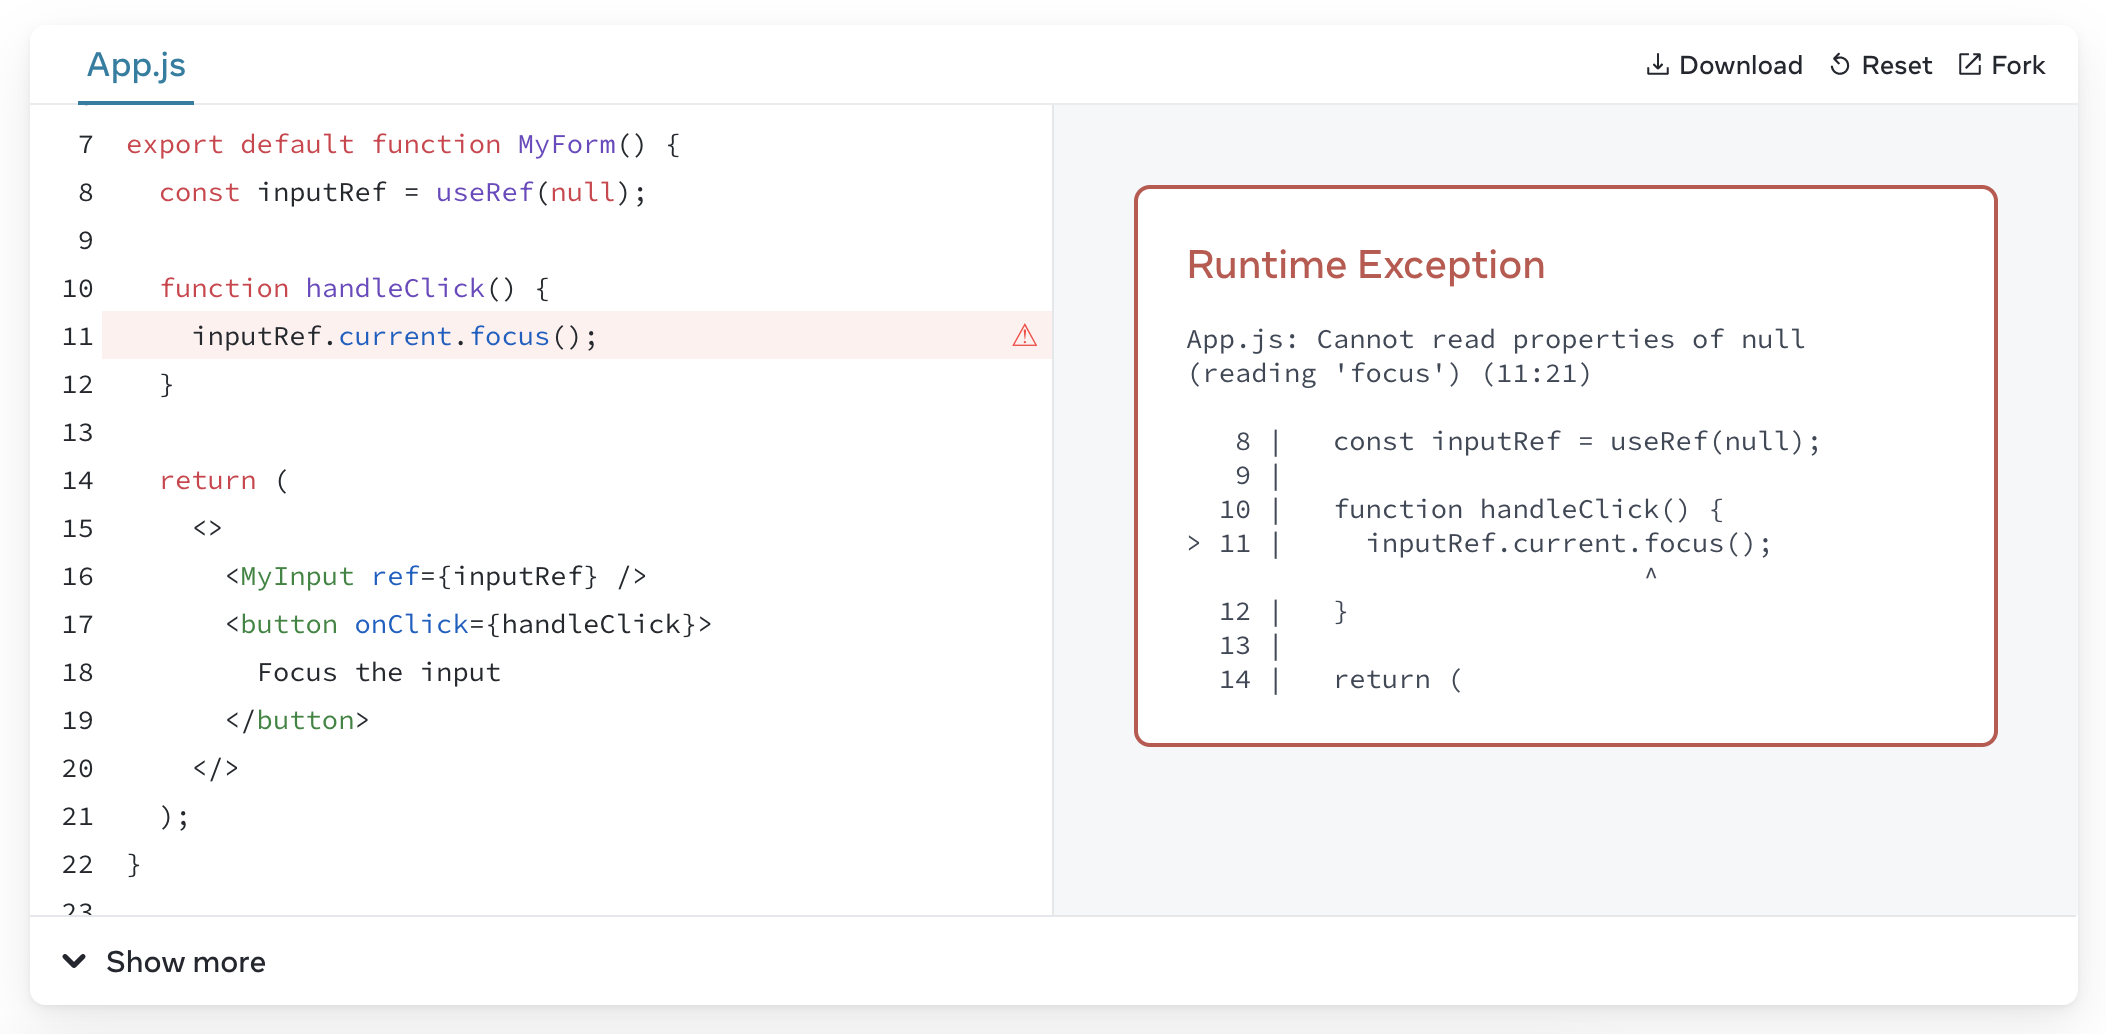 App.js
Download Reset Fork
7 export default function MyForm() {
8   const inputRef = useRef(null);
9
10   function handleClick() {
11     inputRef.current.focus();
12   }
13
14   return (
15     <>
16       <MyInput ref={inputRef} />
17       <button onClick={handleClick}>
18         Focus the input
19       </button>
20     </>
21   );
22 }
23
Runtime Exception
App.js: Cannot read properties of null
(reading 'focus') (11:21)
   8 |   const inputRef = useRef(null);
   9 |
  10 |   function handleClick() {
> 11 |     inputRef.current.focus();
                            ^
  12 |   }
  13 |
  14 |   return (
Show more